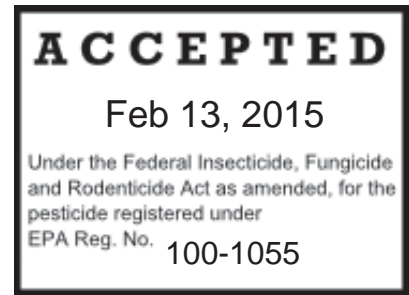 ACCEPTED
Feb 13, 2015
Under the Federal Insecticide, Fungicide
and Rodenticide Act as amended, for the
pesticide registered under
EPA Reg. No. 100-1055